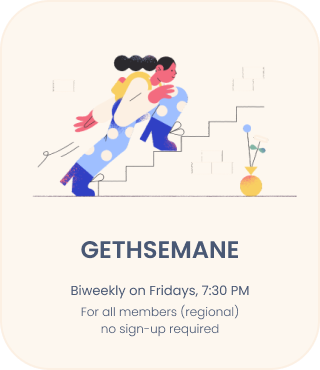 GETHSEMANE
Biweekly on Fridays, 7:30 PM
For all members (regional)
no sign-up required